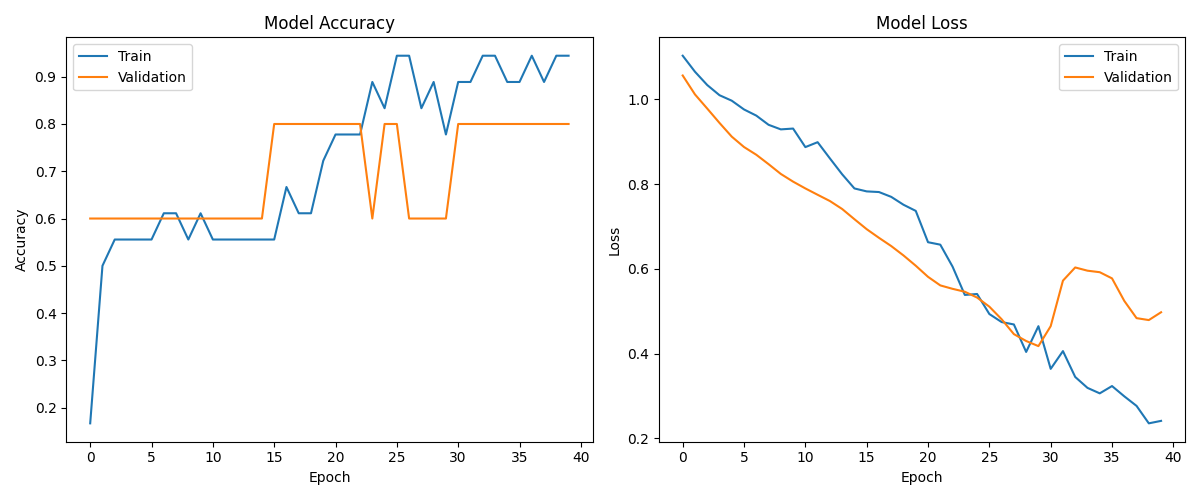 Model Accuracy
Train
Validation
0.9
0.8
0.7
0.6
0.5
0.4
0.3
0.2
Accuracy
0 5 10 15 20 25 30 35 40
Epoch
Model Loss
Train
Validation
1.0
0.8
0.6
0.4
0.2
Loss
0 5 10 15 20 25 30 35 40
Epoch